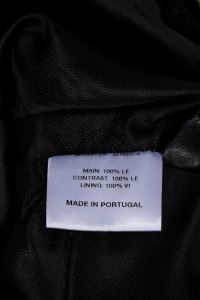 MAIN: 100% LE
CONTRAST: 100% LE
LINING: 100% VI
MADE IN PORTUGAL